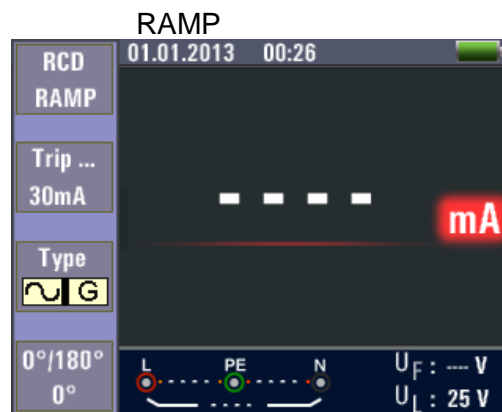 RAMP
01.01.2013 00:26
RCD
RAMP
Trip ...
30mA
- - - -
mA
Type
G
0°/180°
0°
L PE N
UF: ---- V
UL: 25 V